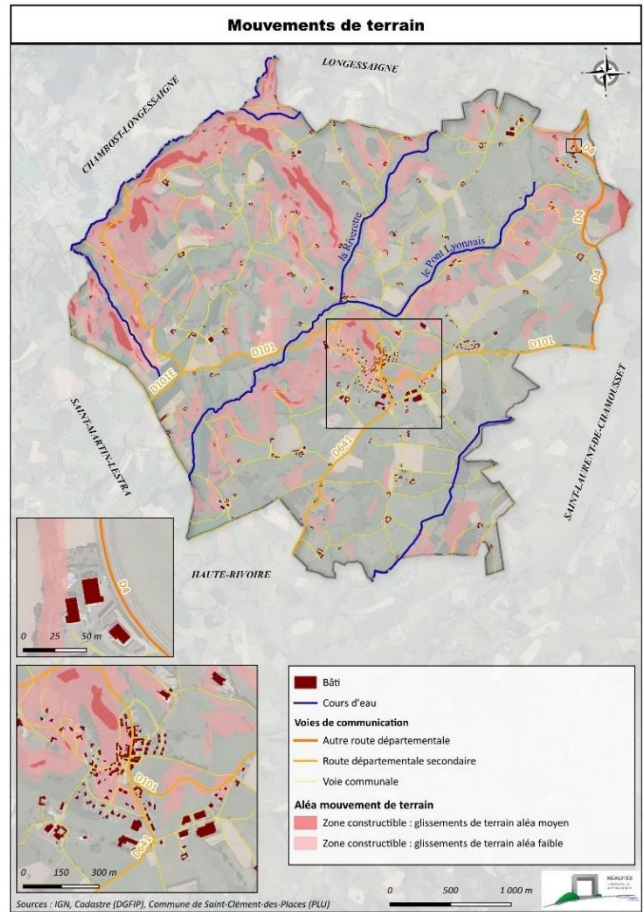 Mouvements de terrain
LONGESSAIGNE
CHAMBOST-LONGESSAIGNE
D4
la Riverette
le Pont Lyonnais
D4
D4
D101
D101
D101E
D641
SAINT-MARTIN-LESTRA
SAINT-LAURENT-DE-CHAMOUSSET
HAUTE-RIVOIRE
D4
0 25 50 m
D101
D641
0 150 300 m
Bâti
Cours d'eau
Voies de communication
Autre route départementale
Route départementale secondaire
Voie communale
Aléa mouvement de terrain
Zone constructible : glissements de terrain aléa moyen
Zone constructible : glissements de terrain aléa faible
0 500 1 000 m
REALITES
Sources : IGN, Cadastre (DGFIP), Commune de Saint-Clément-des-Places (PLU)